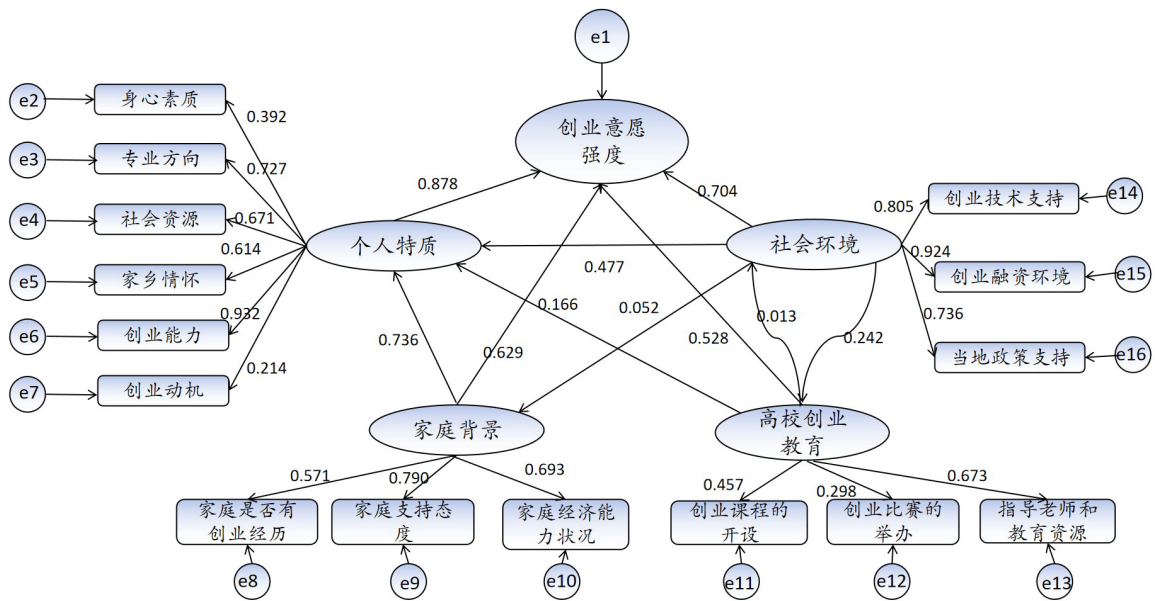 e1
e2
身心素质
0.392
创业意愿
强度
e3
专业方向
0.727
0.878
0.704
创业技术支持
e14
e4
社会资源
0.671
0.805
个人特质
社会环境
0.614
0.924
e5
家乡情怀
0.477
创业融资环境
e15
0.166
0.052
0.013
0.736
e6
创业能力
0.932
0.736
0.629
0.528
0.242
当地政策支持
e16
0.214
e7
创业动机
家庭背景
高校创业
教育
0.571
0.790
0.693
0.457
0.298
0.673
家庭是否有
创业经历
家庭支持态
度
家庭经济能
力状况
创业课程的
开设
创业比赛的
举办
指导老师和
教育资源
e8
e9
e10
e11
e12
e13